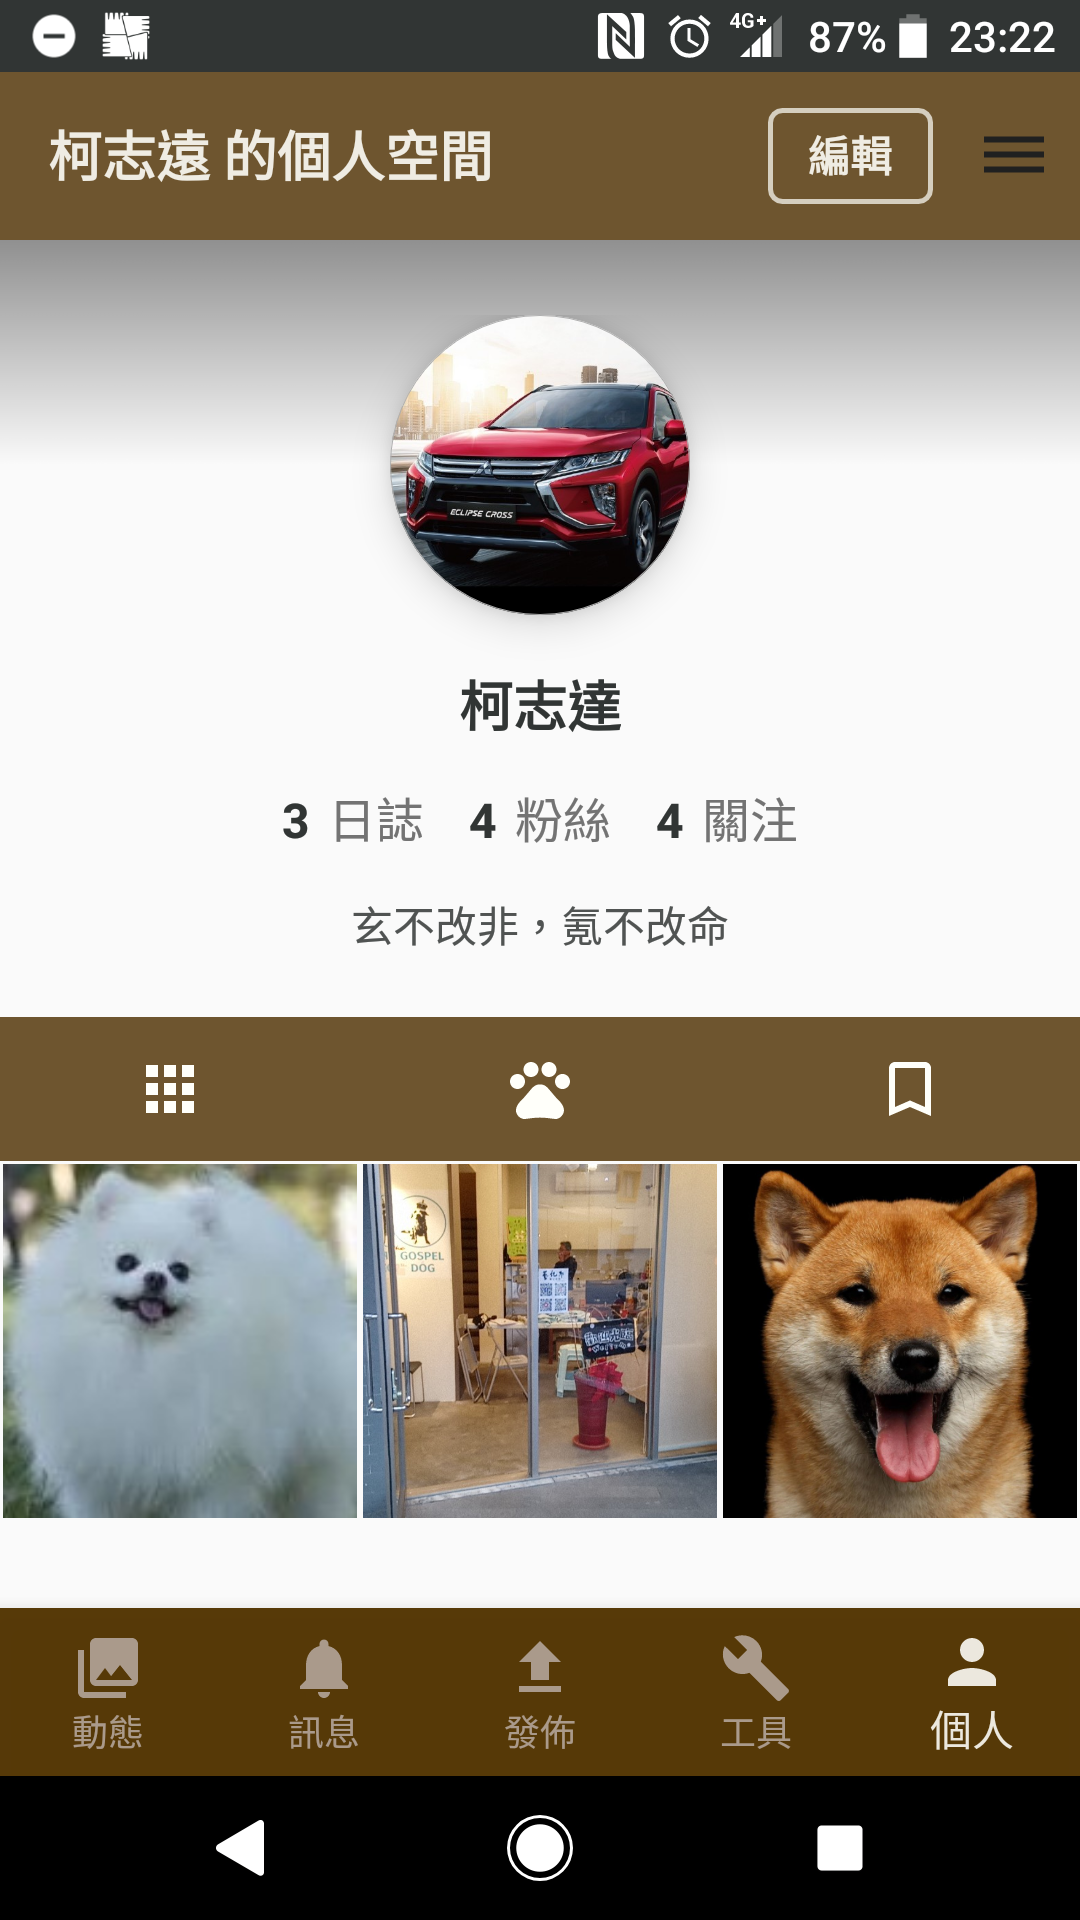 4G+ 87% 23:22
柯志遠 的個人空間
編輯
ECLIPSE CROSS
柯志達
3 日誌 4 粉絲 4 關注
玄不改非，氪不改命
GOSPEL
DOG
動態 訊息 發佈 工具 個人